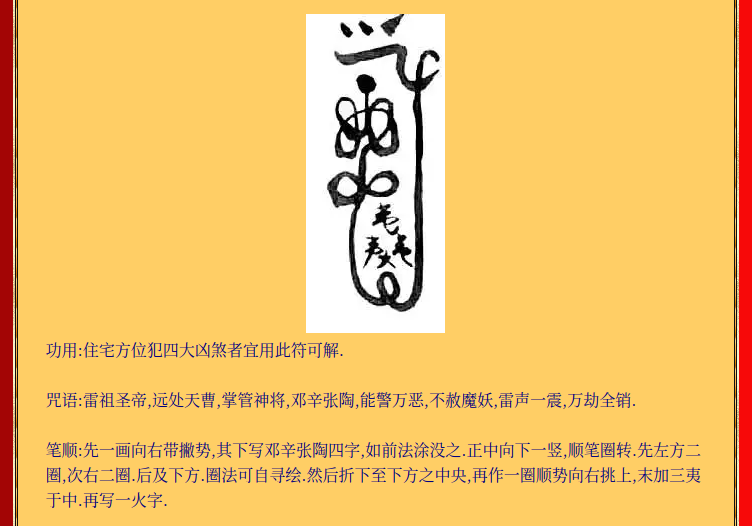 功用:住宅方位犯四大凶煞者宜用此符可解.
咒语:雷祖圣帝,远处天曹,掌管神将,邓辛张陶,能警万恶,不赦魔妖,雷声一震,万劫全销.
笔顺:先一画向右带撇势,其下写邓辛张陶四字,如前法涂没之.正中向下一竖,顺笔圈转.先左方二
圈,次右二圈.后及下方.圈法可自寻绘.然后折下至下方之中央,再作一圈顺势向右挑上,末加三夷
于中.再写一火字.